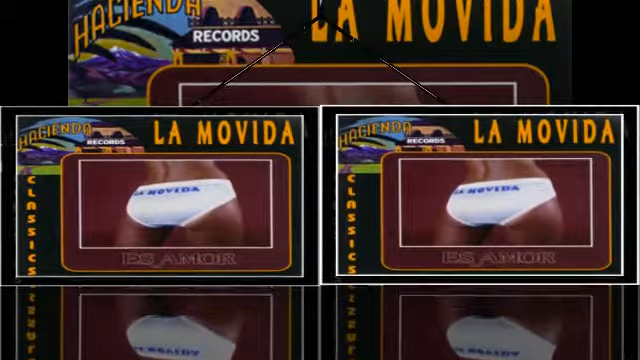 HACIENDA
RECORDS
LA MOVIDA
HACIENDA
RECORDS
LA MOVIDA
CLASSICS
LA MOVIDA
ES AMOR
HACIENDA
RECORDS
LA MOVIDA
CLASSICS
LA MOVIDA
ES AMOR